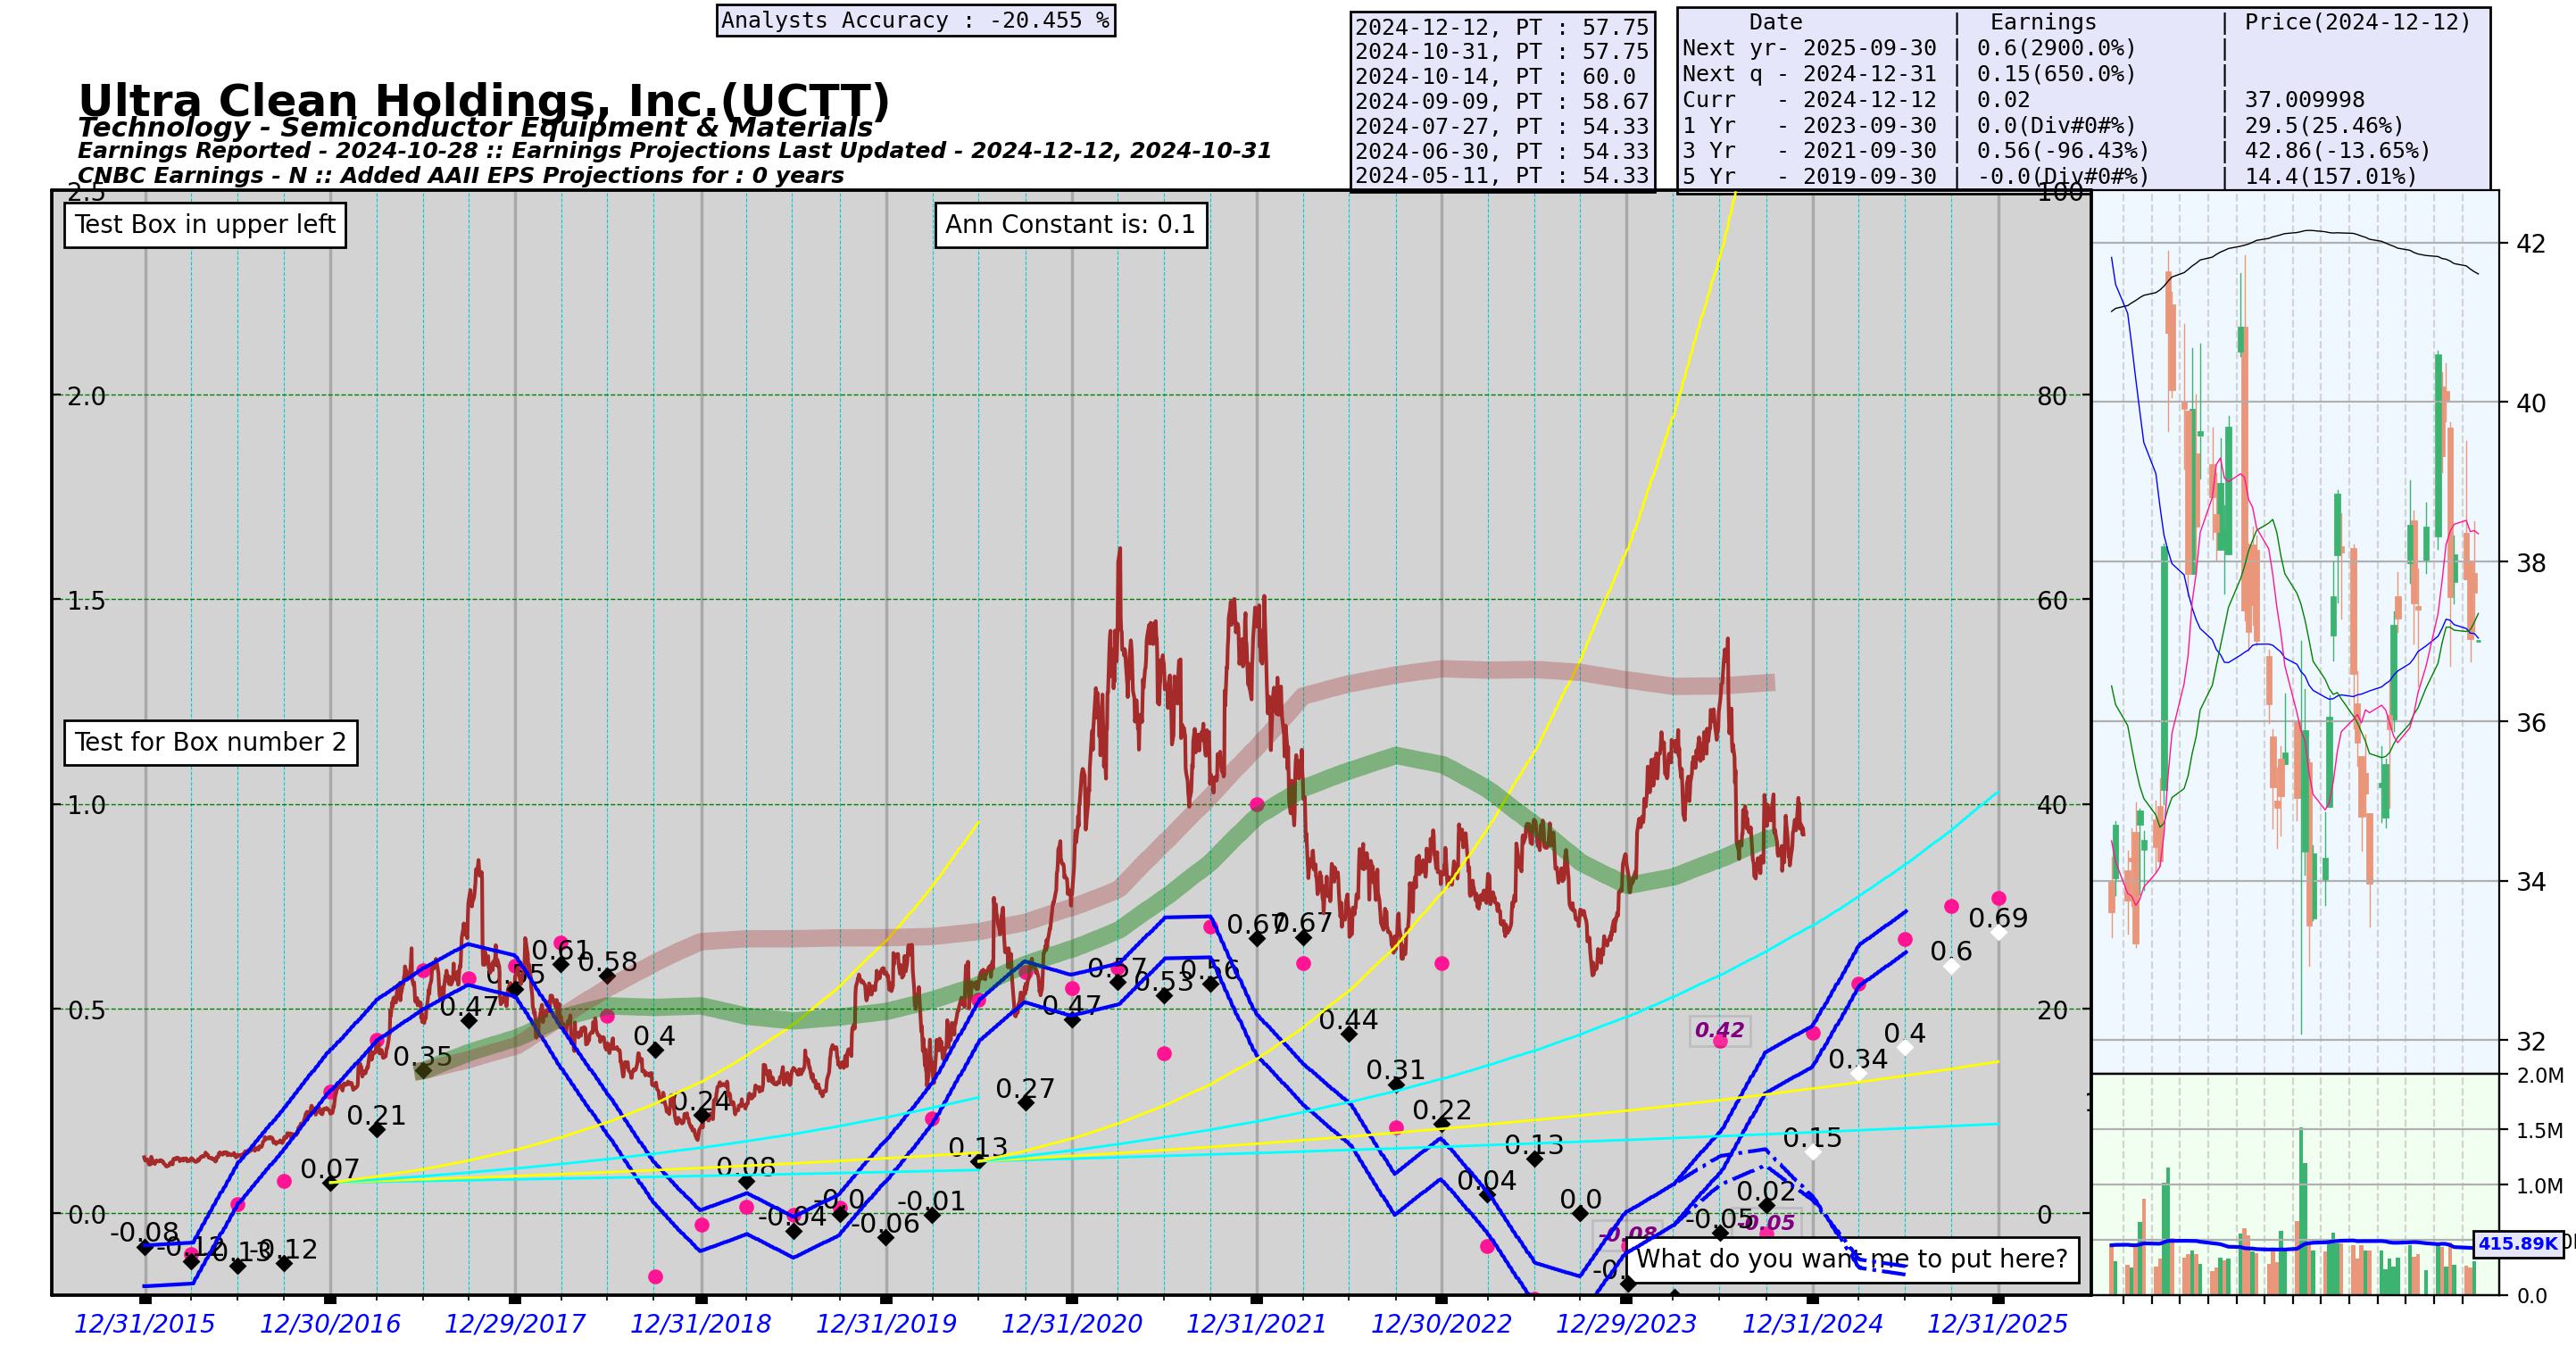 Analysts Accuracy : -20.455 %
2024-12-12, PT : 57.75
2024-10-31, PT : 57.75
2024-10-14, PT : 60.0
2024-09-09, PT : 58.67
2024-07-27, PT : 54.33
2024-06-30, PT : 54.33
2024-05-11, PT : 54.33
Date | Earnings | Price(2024-12-12)
Next yr- 2025-09-30 | 0.6(2900.0%) |
Next q - 2024-12-31 | 0.15(650.0%) |
Curr - 2024-12-12 | 0.02 | 37.009998
1 Yr - 2023-09-30 | 0.0(Div#0#%) | 29.5(25.46%)
3 Yr - 2021-09-30 | 0.56(-96.43%) | 42.86(-13.65%)
5 Yr - 2019-09-30 | -0.0(Div#0#%) | 14.4(157.01%)
Ultra Clean Holdings, Inc.(UCTT)
Technology - Semiconductor Equipment & Materials
Earnings Reported - 2024-10-28 :: Earnings Projections Last Updated - 2024-12-12, 2024-10-31
CNBC Earnings - N :: Added AAII EPS Projections for : 0 years
2.5
2.0
1.5
1.0
0.5
0.0
Test Box in upper left
Ann Constant is: 0.1
Test for Box number 2
What do you want me to put here?
-0.08
-0.12
-0.13
-0.12
0.07
0.21
0.35
0.47
0.55
0.61
0.58
0.4
0.24
0.08
-0.04
-0.0
-0.06
-0.01
0.13
0.27
0.47
0.57
0.53
0.56
0.67
0.67
0.44
0.31
0.22
0.04
0.13
0.0
-0.08
0.42
-0.05
0.02
-0.05
0.15
0.34
0.4
0.6
0.69
100
80
60
40
20
0
42
40
38
36
34
32
2.0M
1.5M
1.0M
415.89K
0.0
12/31/2015
12/30/2016
12/29/2017
12/31/2018
12/31/2019
12/31/2020
12/31/2021
12/30/2022
12/29/2023
12/31/2024
12/31/2025